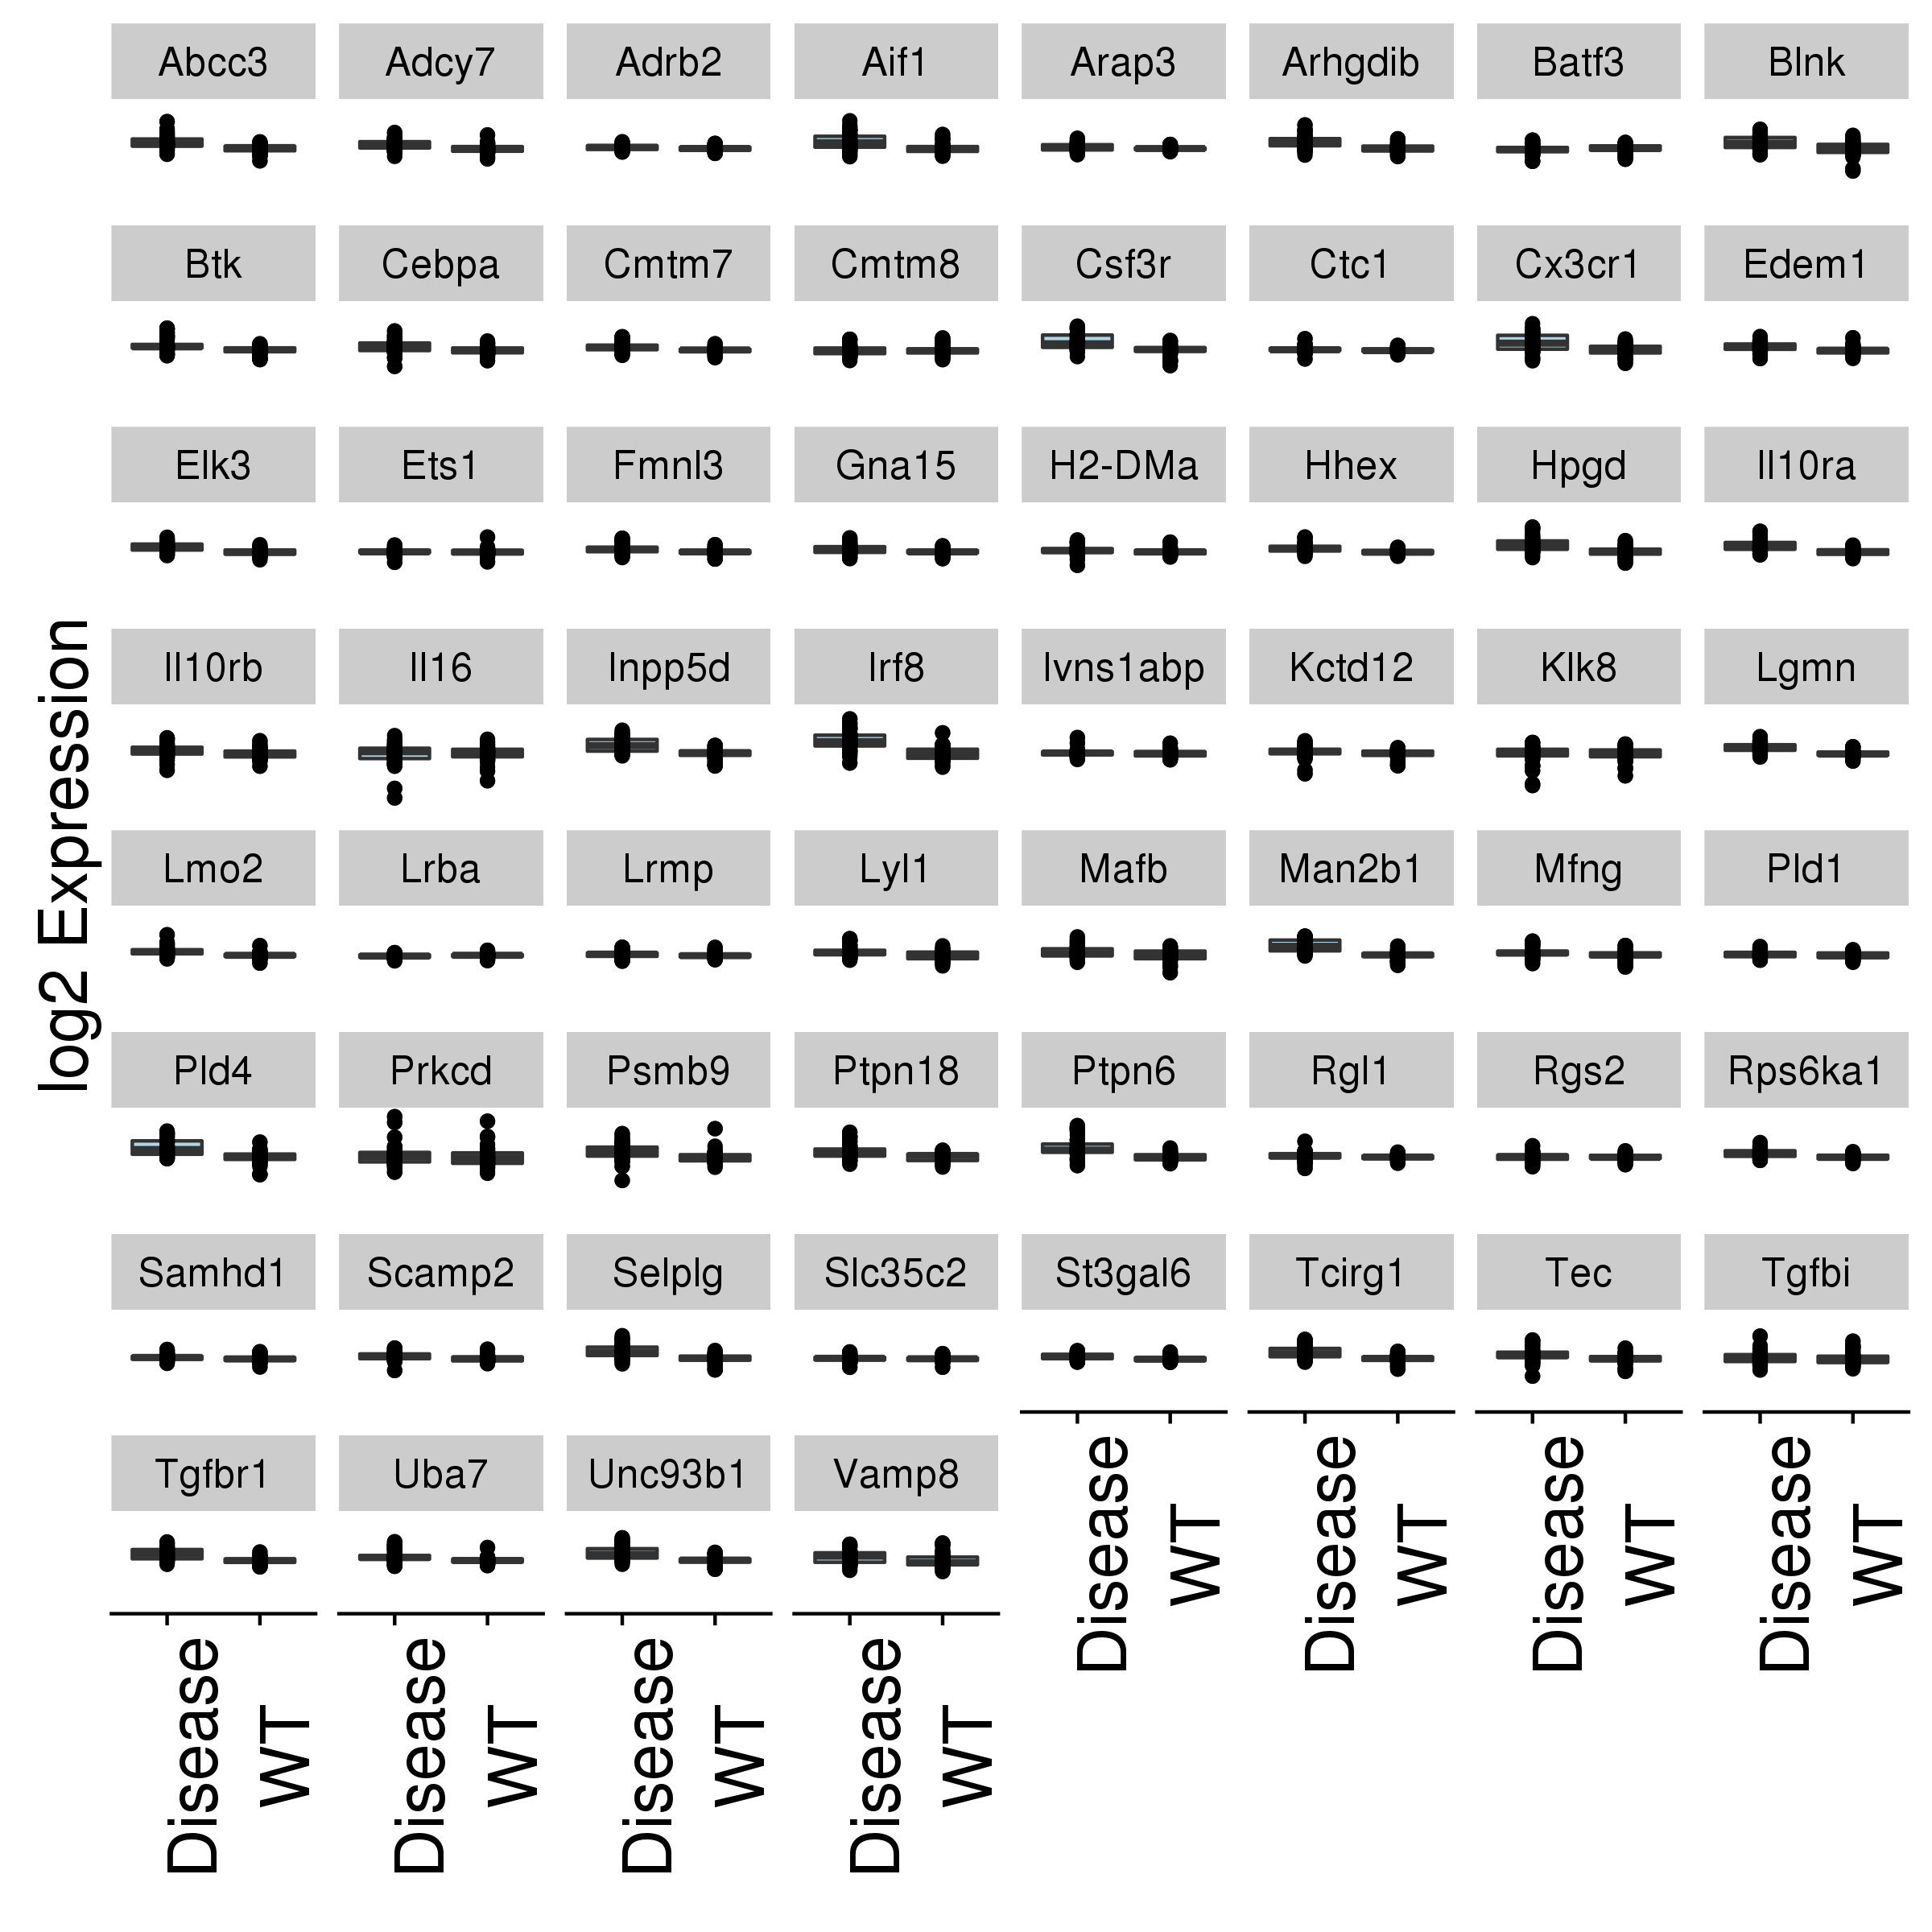 Abcc3 Adcy7 Adrb2 Aif1 Arap3 Arhgdib Batf3 Blnk
Btk Cebpa Cmtm7 Cmtm8 Csf3r Ctc1 Cx3cr1 Edem1
Elk3 Ets1 Fmnl3 Gna15 H2-DMa Hhex Hpgd Il10ra
Il10rb Il16 Inpp5d Irf8 Ivns1abp Kctd12 Klk8 Lgmn
log2 Expression
Lmo2 Lrba Lrmp Lyl1 Mafb Man2b1 Mfng Pld1
Pld4 Prkcd Psmb9 Ptpn18 Ptpn6 Rgl1 Rgs2 Rps6ka1
Samhd1 Scamp2 Selplg Slc35c2 St3gal6 Tcirg1 Tec Tgfbi
Tgfbr1 Uba7 Unc93b1 Vamp8
Disease WT Disease WT Disease WT Disease WT
Disease WT Disease WT Disease WT Disease WT